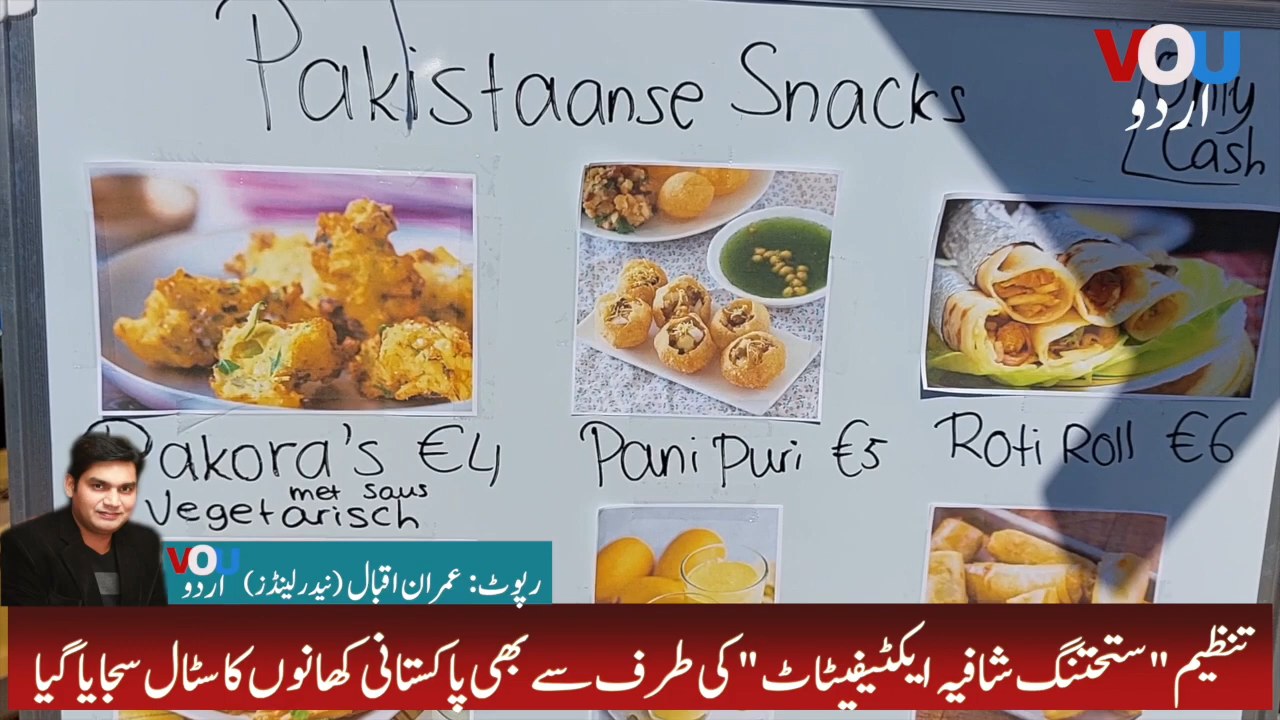 Pakistaanse Snacks
Only
Cash
VOU
اردو
Pakora's €4
met saus
Vegetarisch
Pani Puri €5
Roti Roll €6
VOU
اردو
رپوٹ: عمران اقبال (نیدرلینڈز)
تنظیم "ستختنگ شافیہ ایکٹیفیٹاٹ" کی طرف سے بھی پاکستانی کھانوں کا سٹال سجایا گیا